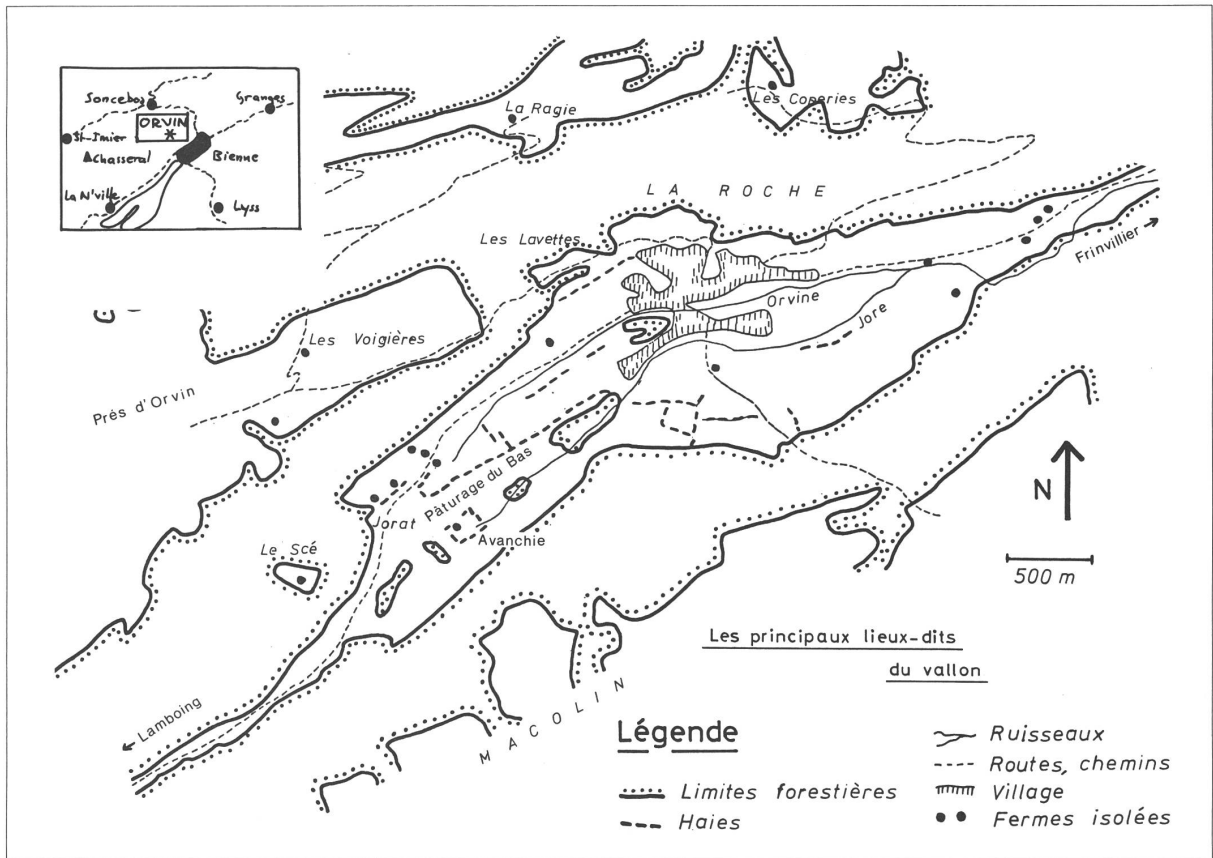 Sonceboz
Granges
ORVIN
*
St-Imier
Chasseral
Bienne
La N'ville
Lyss
La Ragie
Les Coperies
LA ROCHE
Les Lavettes
Frinvillier
Orvine
Jore
Les Voigières
Près d'Orvin
Pâturage du Bas
Jorat
Avanchie
Le Scé
N
500 m
Lamboing
MACOLIN
Les principaux lieux-dits
du vallon
Légende
Limites forestières
Haies
Ruisseaux
Routes, chemins
Village
Fermes isolées